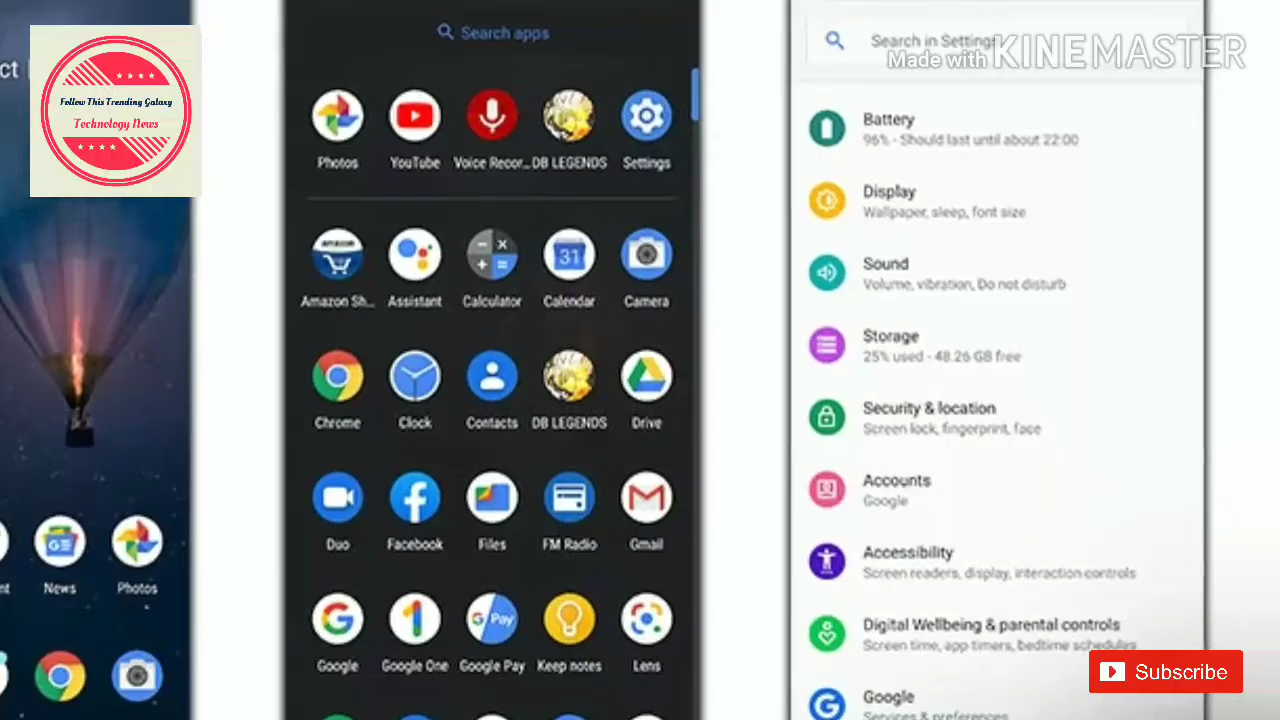 ct
Follow This Trending Galaxy
Technology News
News
Photos
Search apps
Photos
YouTube
Voice Recor...
DB LEGENDS
Settings
Amazon Sh...
Assistant
Calculator
Calendar
Camera
Chrome
Clock
Contacts
DB LEGENDS
Drive
Duo
Facebook
Files
FM Radio
Gmail
Google
Google One
Google Pay
Keep notes
Lens
Search in Settings
Made with KINEMASTER
Battery
96% - Should last until about 22:00
Display
Wallpaper, sleep, font size
Sound
Volume, vibration, Do not disturb
Storage
25% used - 48.26 GB free
Security & location
Screen lock, fingerprint, face
Accounts
Google
Accessibility
Screen readers, display, interaction controls
Digital Wellbeing & parental controls
Screen time, app timers, bedtime schedules
Google
Services & preferences
Subscribe